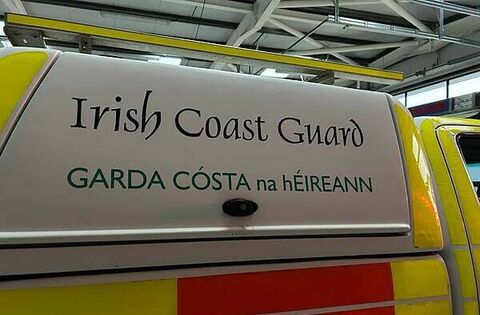 Irish Coast Guard
GARDA CÓSTA na hÉIREANN